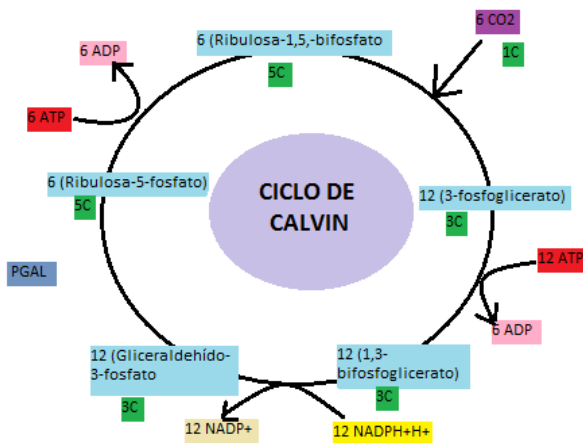 6 CO2
6 (Ribulosa-1,5,-bifosfato
6 ADP
1C
5C
6 ATP
6 (Ribulosa-5-fosfato)
CICLO DE
CALVIN
12 (3-fosfoglicerato)
5C
3C
12 ATP
PGAL
6 ADP
12 (Gliceraldehído-
3-fosfato
12 (1,3-
bifosfoglicerato)
3C
3C
12 NADP+
12 NADPH+H+